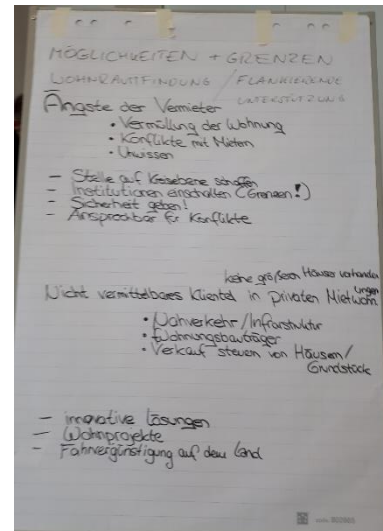 MÖGLICHKEITEN + GRENZEN
WOHNRAUMFINDUNG / FLANKIERENDE
UNTERSTÜTZUNG
Ängste der Vermieter
• Vermüllung der Wohnung
• Konflikte mit Mietern
• Unwissen
– Stelle auf Kreisebene schaffen
– Institutionen einschalten (Grenzen!)
– Sicherheit geben!
– Ansprechbar für Konflikte
keine größeren Häuser vorhanden
Nicht vermittelbares Klientel in privaten Mietwohnungen
• Nahverkehr/Infrastruktur
• Wohnungsbauträger
• Verkauf steuern von Häusern/
Grundstück
– innovative Lösungen
– Wohnprojekte
– Fahrvergünstigung auf dem Land